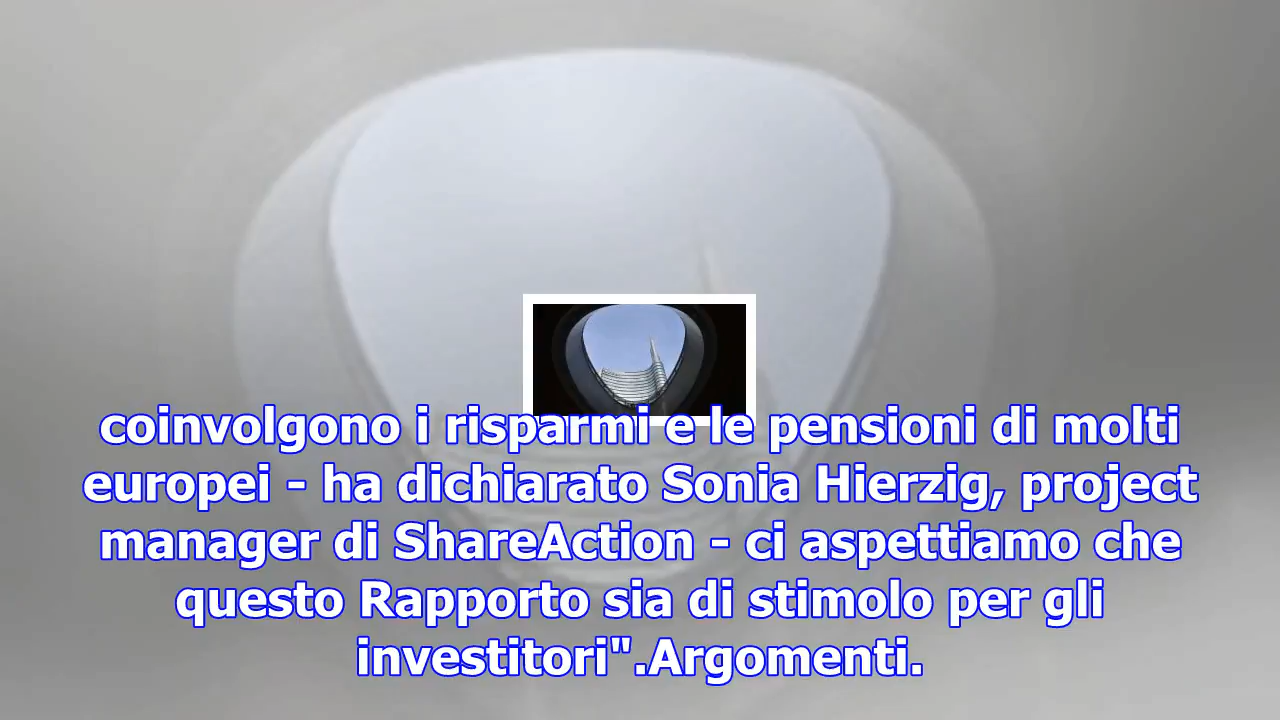 coinvolgono i risparmi e le pensioni di molti
europei - ha dichiarato Sonia Hierzig, project
manager di ShareAction - ci aspettiamo che
questo Rapporto sia di stimolo per gli
investitori".Argomenti.